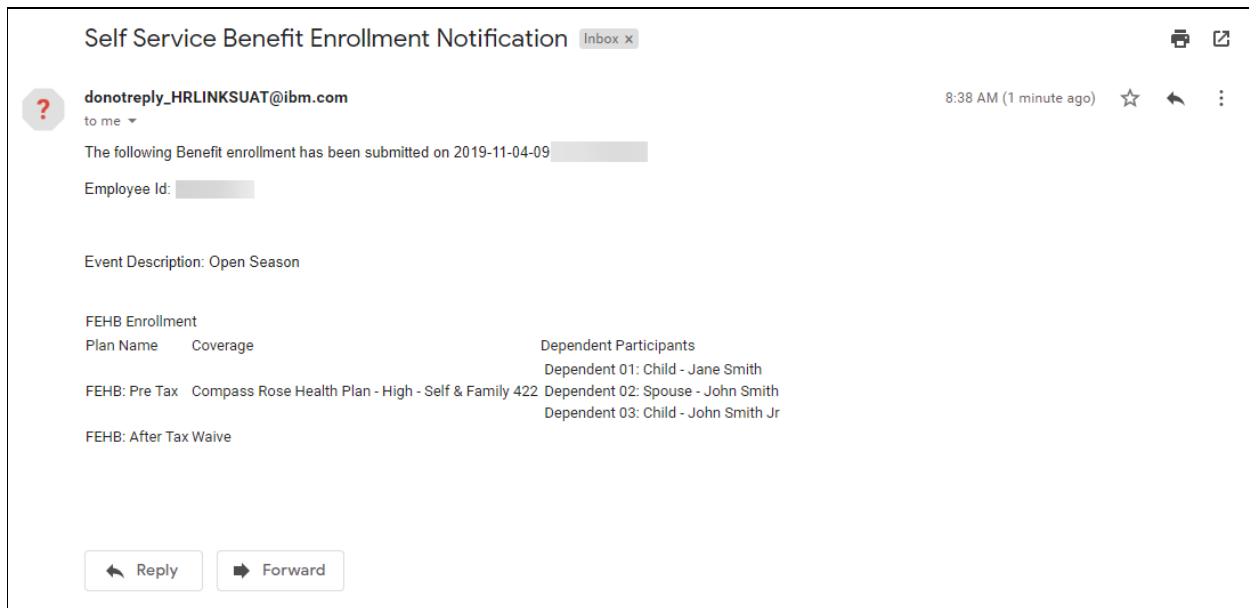 Self Service Benefit Enrollment Notification Inbox x
donotreply_HRLINKSUAT@ibm.com 8:38 AM (1 minute ago)
to me
The following Benefit enrollment has been submitted on 2019-11-04-09
Employee Id:
Event Description: Open Season
FEHB Enrollment
Plan Name Coverage Dependent Participants
Dependent 01: Child - Jane Smith
FEHB: Pre Tax Compass Rose Health Plan - High - Self & Family 422 Dependent 02: Spouse - John Smith
Dependent 03: Child - John Smith Jr
FEHB: After Tax Waive
Reply Forward